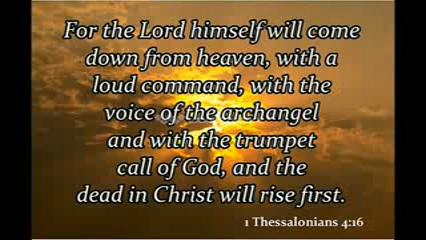 For the Lord himself will come
down from heaven, with a
loud command, with the
voice of the archangel
and with the trumpet
call of God, and the
dead in Christ will rise first.
1 Thessalonians 4:16